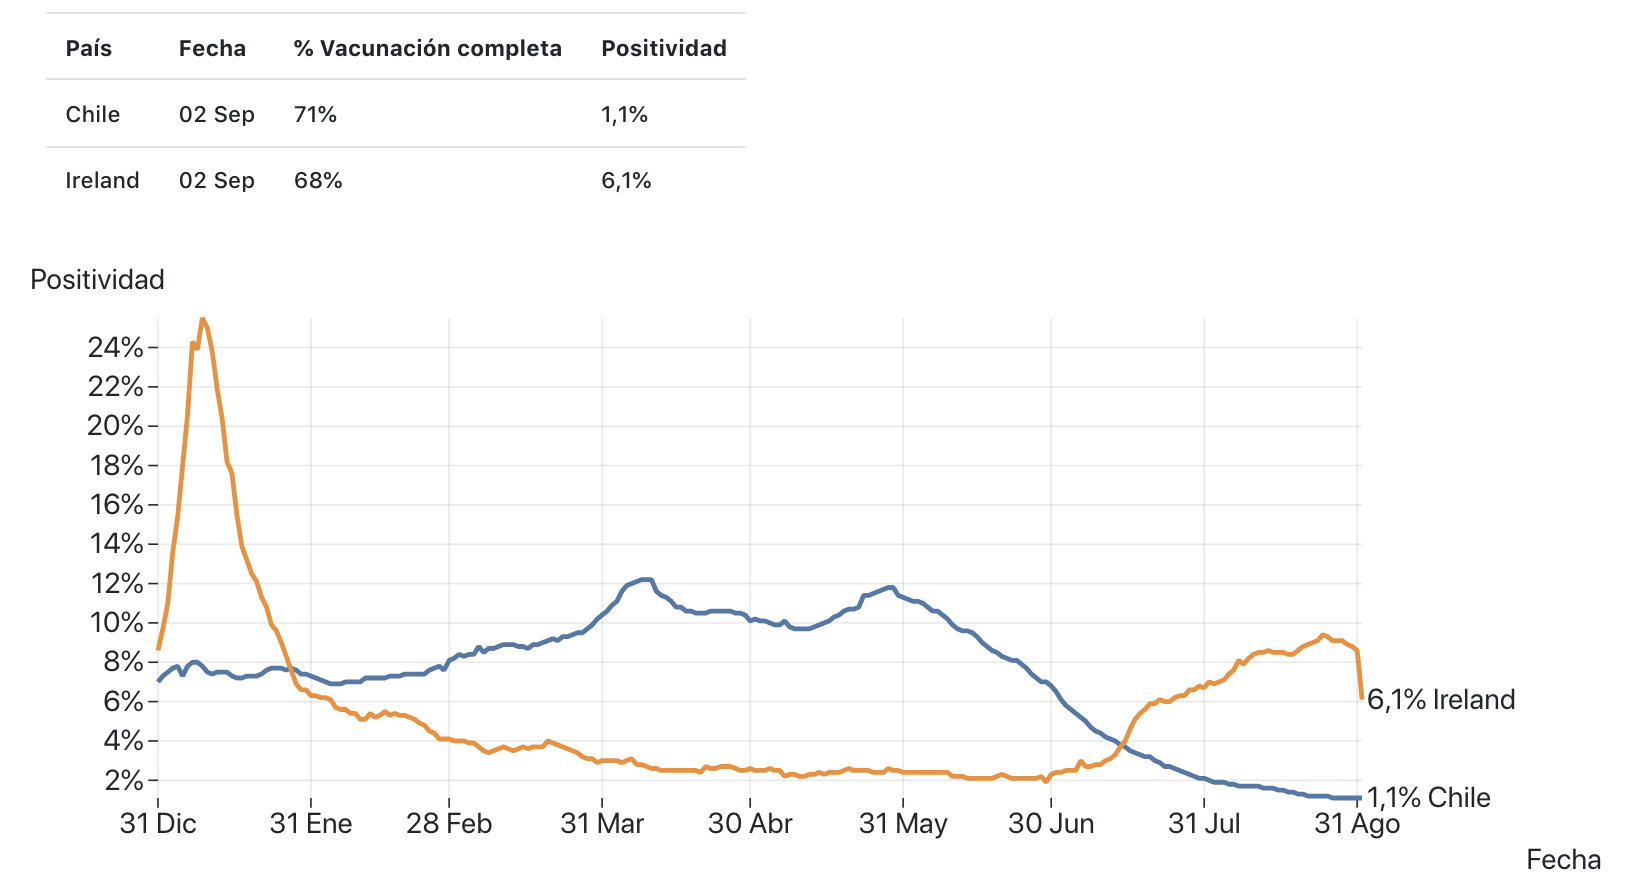 País Fecha % Vacunación completa Positividad
Chile 02 Sep 71% 1,1%
Ireland 02 Sep 68% 6,1%
Positividad
24%
22%
20%
18%
16%
14%
12%
10%
8%
6%
4%
2%
6,1% Ireland
1,1% Chile
31 Dic 31 Ene 28 Feb 31 Mar 30 Abr 31 May 30 Jun 31 Jul 31 Ago
Fecha